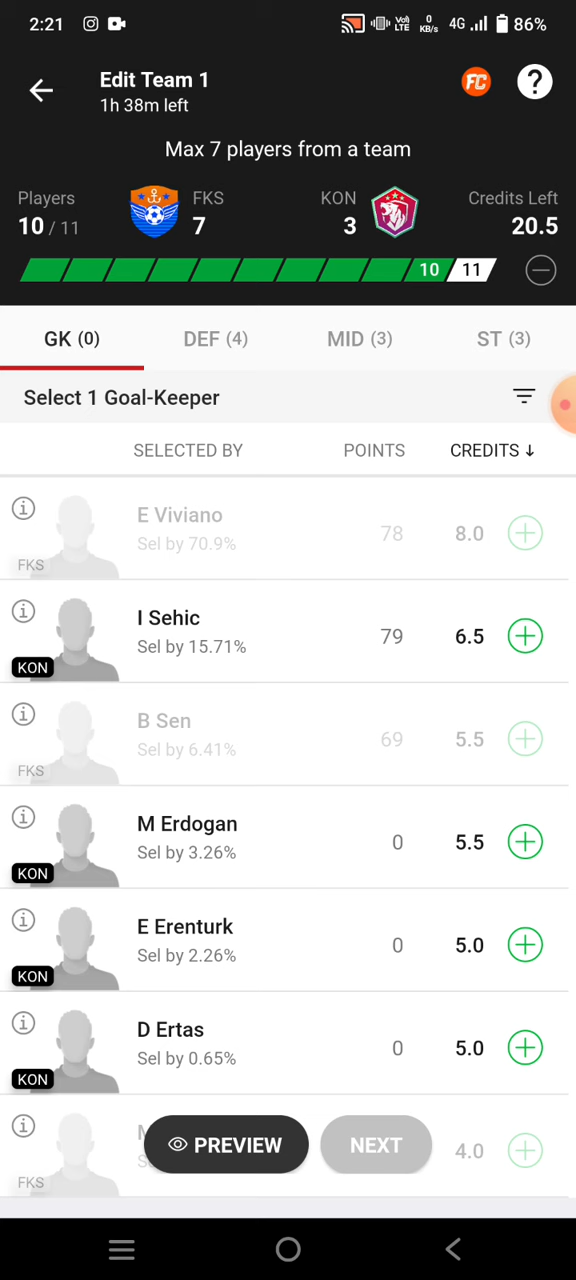 2:21
Vo)
LTE
0
KB/s
4G
86%
Edit Team 1
1h 38m left
FC
?
Max 7 players from a team
Players
10 / 11
FKS
7
KON
3
Credits Left
20.5
10
11
GK (0)
DEF (4)
MID (3)
ST (3)
Select 1 Goal-Keeper
SELECTED BY
POINTS
CREDITS ↓
E Viviano
Sel by 70.9%
78
8.0
FKS
I Sehic
Sel by 15.71%
79
6.5
KON
B Sen
Sel by 6.41%
69
5.5
FKS
M Erdogan
Sel by 3.26%
0
5.5
KON
E Erenturk
Sel by 2.26%
0
5.0
KON
D Ertas
Sel by 0.65%
0
5.0
KON
PREVIEW
NEXT
4.0
FKS